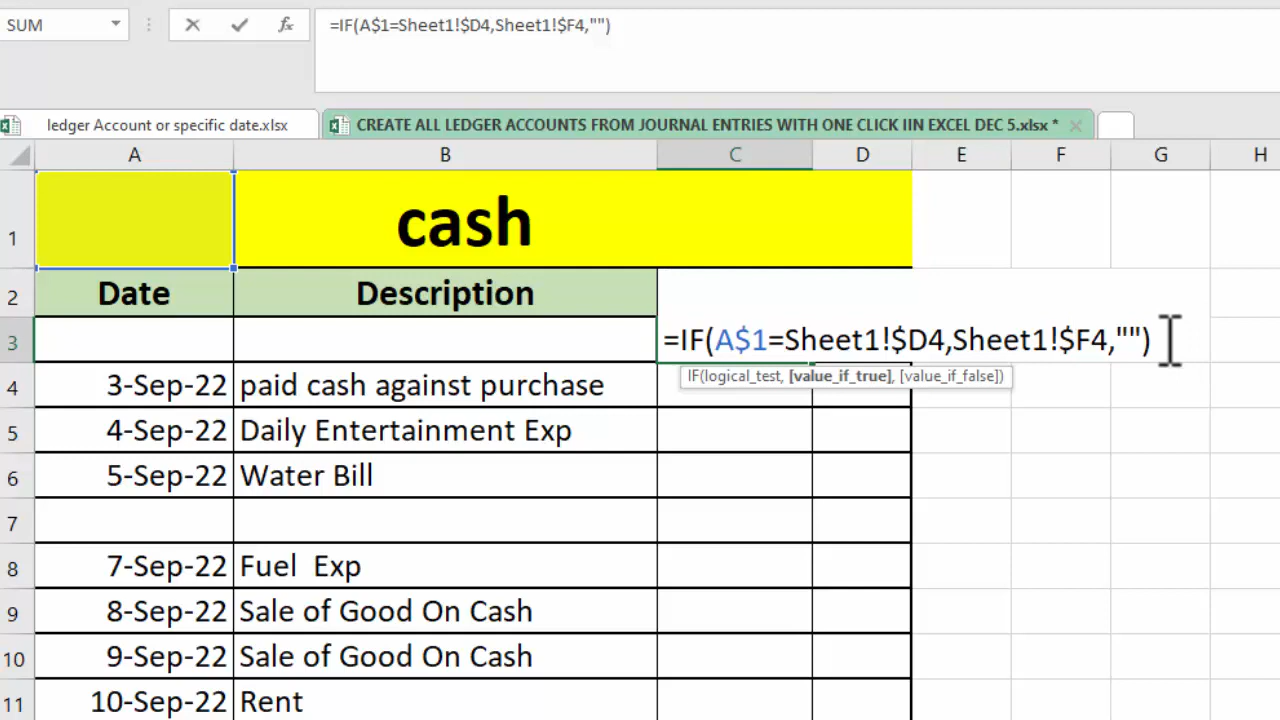 SUM =IF(A$1=Sheet1!$D4,Sheet1!$F4,"")
ledger Account or specific date.xlsx CREATE ALL LEDGER ACCOUNTS FROM JOURNAL ENTRIES WITH ONE CLICK IIN EXCEL DEC 5.xlsx *
A B C D E F G H
1 cash
2 Date Description
3 =IF(A$1=Sheet1!$D4,Sheet1!$F4,"")
IF(logical_test, [value_if_true], [value_if_false])
4 3-Sep-22 paid cash against purchase
5 4-Sep-22 Daily Entertainment Exp
6 5-Sep-22 Water Bill
7
8 7-Sep-22 Fuel Exp
9 8-Sep-22 Sale of Good On Cash
10 9-Sep-22 Sale of Good On Cash
11 10-Sep-22 Rent